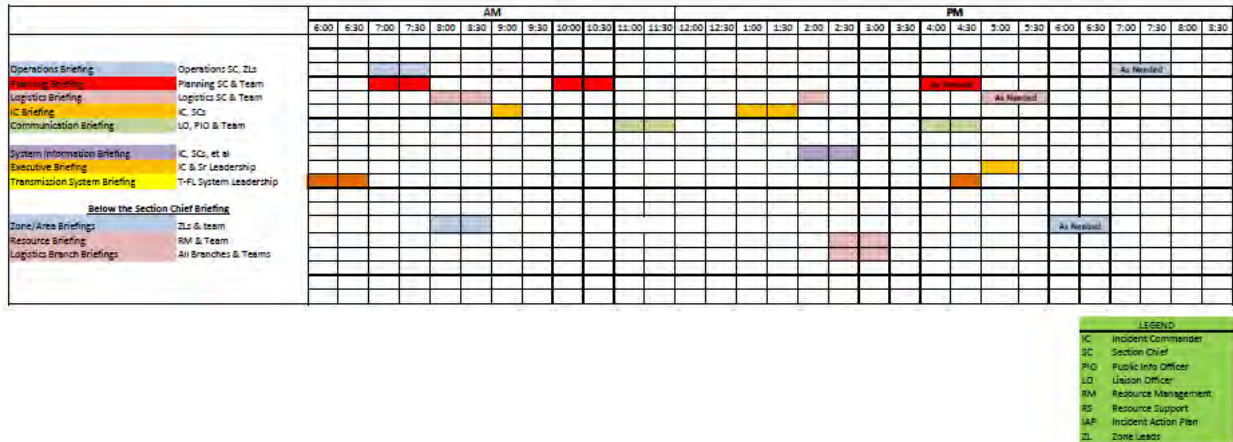 AM PM
6:00 6:30 7:00 7:30 8:00 8:30 9:00 9:30 10:00 10:30 11:00 11:30 12:00 12:30 1:00 1:30 2:00 2:30 3:00 3:30 4:00 4:30 5:00 5:30 6:00 6:30 7:00 7:30 8:00 8:30
Operations Briefing Operations SC, ZLs As Needed
Planning Briefing Planning SC & Team As Needed
Logistics Briefing Logistics SC & Team As Needed
IC Briefing IC, SCs
Communication Briefing LO, PIO & Team
System Information Briefing IC, SCs, et al
Executive Briefing IC & Sr Leadership
Transmission System Briefing T-FL System Leadership
Below the Section Chief Briefing
Zone/Area Briefings ZLs & team As Needed
Resource Briefing RM & Team
Logistics Branch Briefings All Branches & Teams
LEGEND
IC Incident Commander
SC Section Chief
PIO Public Info Officer
LO Liaison Officer
RM Resource Management
RS Resource Support
IAP Incident Action Plan
ZL Zone Leads